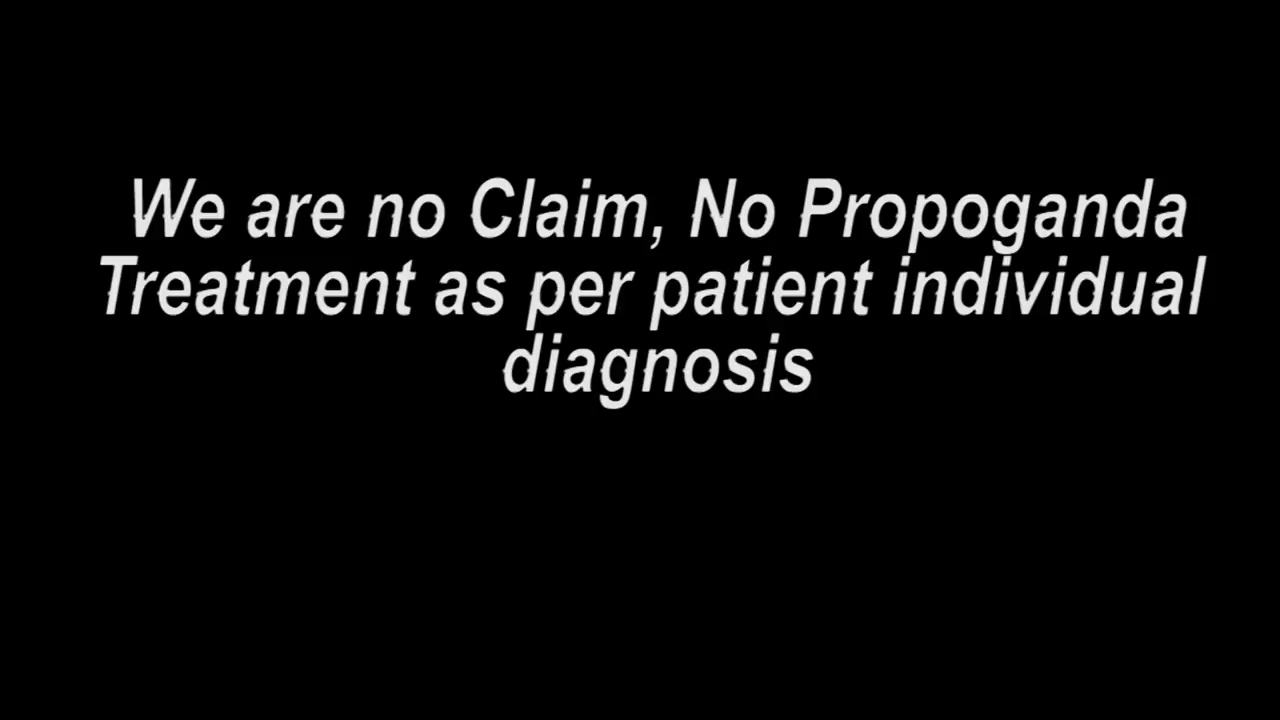 We are no Claim, No Propoganda
Treatment as per patient individual
diagnosis